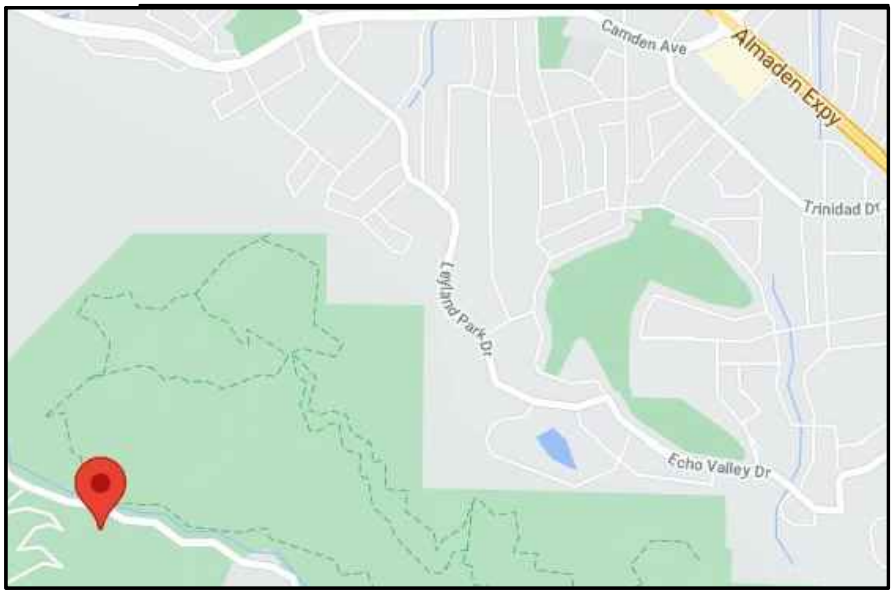 Camden Ave
Almaden Expy
Trinidad Dr
Leyland Park Dr
Echo Valley Dr